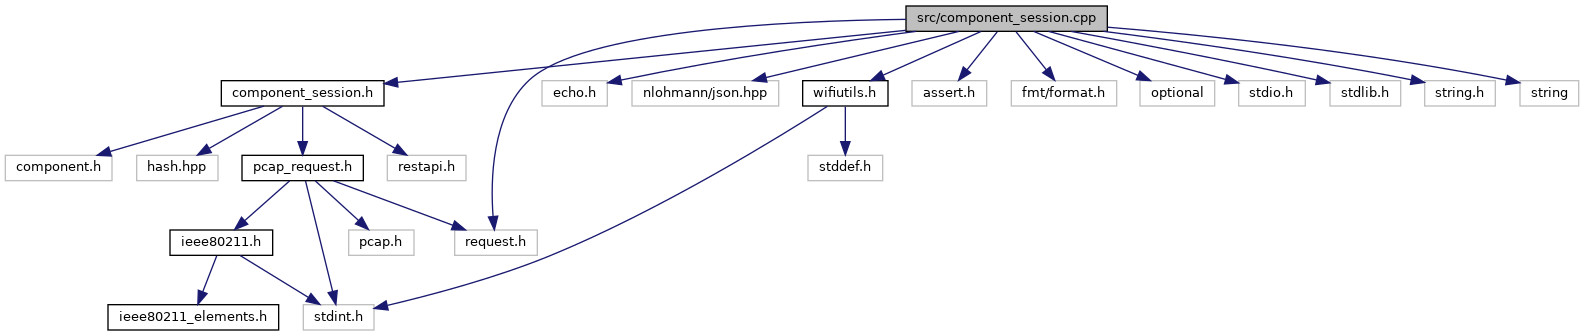 src/component_session.cpp
component_session.h
echo.h
nlohmann/json.hpp
wifiutils.h
assert.h
fmt/format.h
optional
stdio.h
stdlib.h
string.h
string
component.h
hash.hpp
pcap_request.h
restapi.h
stddef.h
ieee80211.h
pcap.h
request.h
ieee80211_elements.h
stdint.h